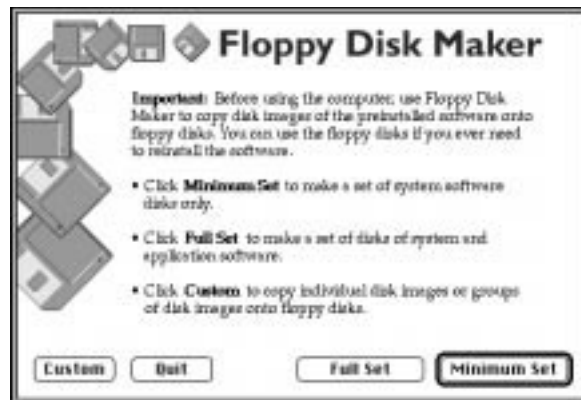 Floppy Disk Maker
Important: Before using the computer, use Floppy Disk
Maker to copy disk images of the preinstalled software onto
floppy disks. You can use the floppy disks if you ever need
to reinstall the software.
• Click Minimum Set to make a set of system software
disks only.
• Click Full Set to make a set of disks of system and
application software.
• Click Custom to copy individual disk images or groups
of disk images onto floppy disks.
Custom Quit Full Set Minimum Set